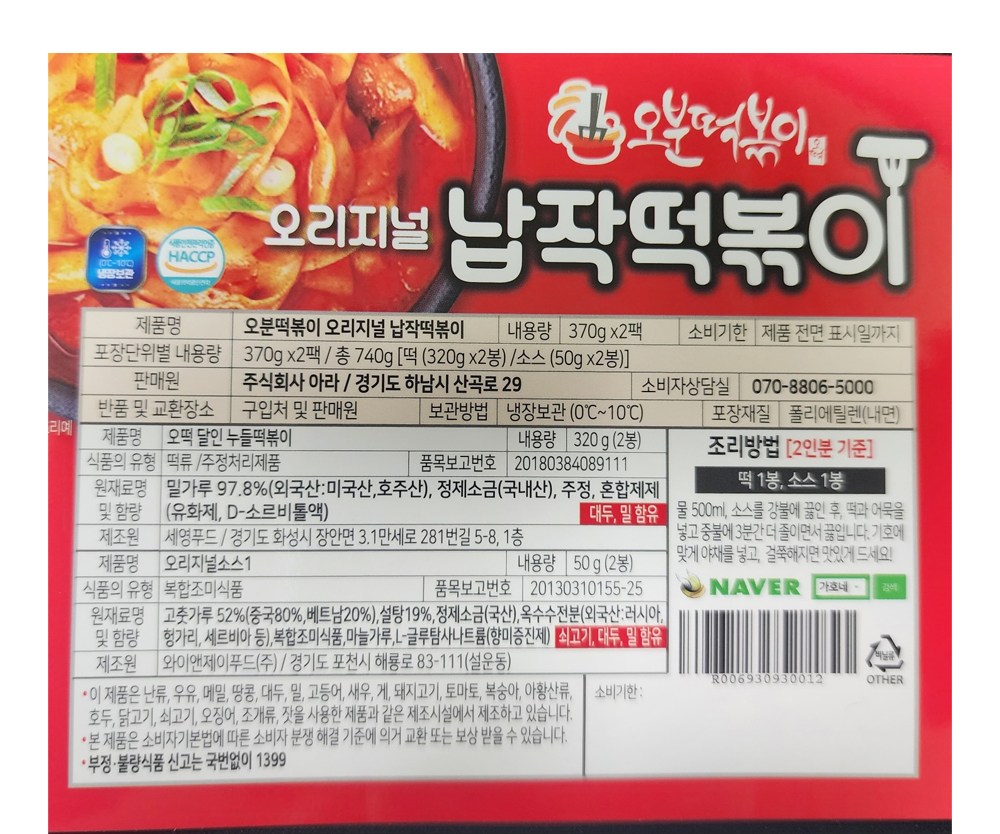 오분떡볶이
오리지널 납작떡볶이
(0℃~10℃)
냉장보관
HACCP
제품명 오분떡볶이 오리지널 납작떡볶이 내용량 370g x2팩 소비기한 제품 전면 표시일까지
포장단위별 내용량 370g x2팩 / 총 740g [떡 (320g x2봉) /소스 (50g x2봉)]
판매원 주식회사 아라 / 경기도 하남시 산곡로 29 소비자상담실 070-8806-5000
반품 및 교환장소 구입처 및 판매원 보관방법 냉장보관 (0℃~10℃) 포장재질 폴리에틸렌(내면)
리예
제품명 오떡 달인 누들떡볶이 내용량 320 g (2봉)
식품의 유형 떡류 /주정처리제품 품목보고번호 20180384089111
원재료명 밀가루 97.8%(외국산:미국산,호주산), 정제소금(국내산), 주정, 혼합제제
및 함량 (유화제, D-소르비톨액) 대두, 밀 함유
제조원 세영푸드 / 경기도 화성시 장안면 3.1만세로 281번길 5-8, 1층
제품명 오리지널소스1 내용량 50 g (2봉)
식품의 유형 복합조미식품 품목보고번호 20130310155-25
원재료명 고춧가루 52%(중국80%,베트남20%),설탕19%,정제소금(국산),옥수수전분(외국산:러시아,
및 함량 헝가리, 세르비아 등),복합조미식품,마늘가루,L-글루탐산나트륨(향미증진제) 쇠고기, 대두, 밀 함유
제조원 와이앤제이푸드(주) / 경기도 포천시 해룡로 83-111(설운동)
조리방법 [2인분 기준]
떡 1봉, 소스 1봉
물 500ml, 소스를 강불에 끓인 후, 떡과 어묵을
넣고 중불에 3분간 더 졸이면서 끓입니다. 기호에
맞게 야채를 넣고, 걸쭉해지면 맛있게 드세요!
NAVER 가호네 검색
R006930930012
비닐류
OTHER
• 이 제품은 난류, 우유, 메밀, 땅콩, 대두, 밀, 고등어, 새우, 게, 돼지고기, 토마토, 복숭아, 아황산류,
호두, 닭고기, 쇠고기, 오징어, 조개류, 잣을 사용한 제품과 같은 제조시설에서 제조하고 있습니다.
• 본 제품은 소비자기본법에 따른 소비자 분쟁 해결 기준에 의거 교환 또는 보상 받을 수 있습니다.
• 부정·불량식품 신고는 국번없이 1399
소비기한 :